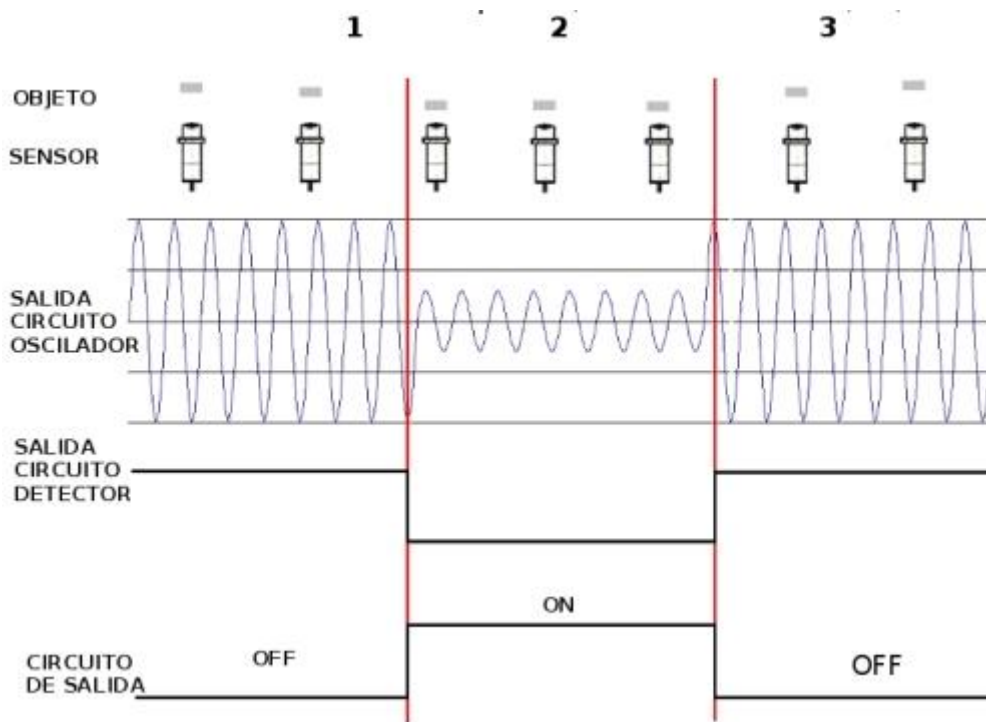 1 2 3
OBJETO
SENSOR
SALIDA
CIRCUITO
OSCILADOR
SALIDA
CIRCUITO
DETECTOR
ON
OFF
OFF
CIRCUITO
DE SALIDA